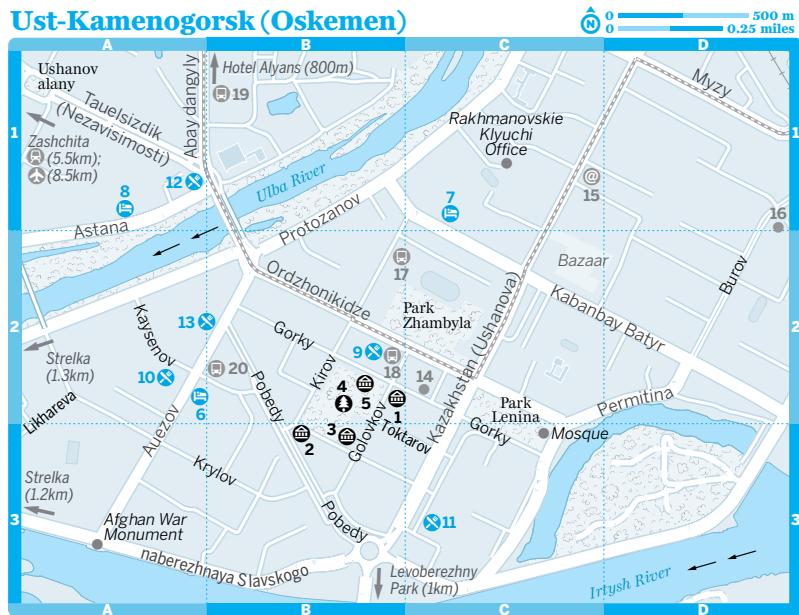 Ust-Kamenogorsk (Oskemen)
N
0 500 m
0 0.25 miles
A B C D
Ushanov
alany
Tauelsizdik
(Nezavisimosti)
Abay dangyly
Hotel Alyans (800m)
19
Myzy
1
1
Zashchita
(5.5km);
(8.5km)
Rakhmanovskie
Klyuchi
Office
8
12
Ulba River
7
@
15
16
Astana
Protozanov
17
Bazaar
Burov
Ordzhonikidze
Park
Zhambyla
Kabanbay Batyr
2
2
Kaysenov
13
Gorky
Kirov
9
18
Kazakhstan (Ushanova)
Strelka
(1.3km)
10
20
14
4
5
1
Pobedy
6
Likhareva
Auezov
Park
Lenina
Permitina
2
3
Golovkov
Toktarov
Gorky
Mosque
Krylov
Strelka
(1.2km)
3
3
Pobedy
11
Afghan War
Monument
naberezhnaya Slavskogo
Levoberezhny
Park (1km)
Irtysh River
A B C D